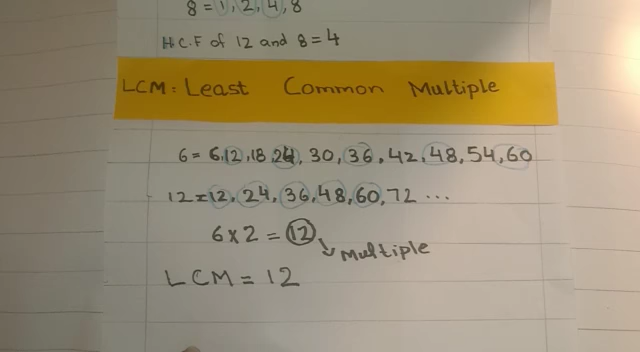 8 = 1, 2, 4, 8
H.C.F of 12 and 8 = 4
LCM: Least Common Multiple
6 = 6,12,18,24, 30, 36, 42, 48, 54, 60
12 = 12, 24, 36, 48, 60, 72 ...
6 x 2 = 12
Multiple
LCM = 12